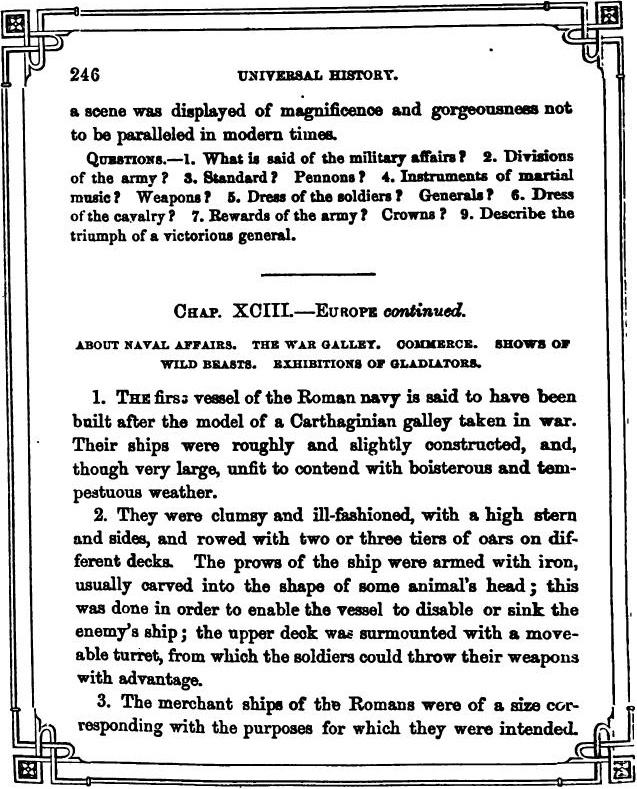 246 UNIVERSAL HISTORY.
a scene was displayed of magnificence and gorgeousness not
to be paralleled in modern times.
QUESTIONS.—1. What is said of the military affairs? 2. Divisions
of the army? 3. Standard? Pennons? 4. Instruments of martial
music? Weapons? 5. Dress of the soldiers? Generals? 6. Dress
of the cavalry? 7. Rewards of the army? Crowns? 9. Describe the
triumph of a victorious general.
CHAP. XCIII.—EUROPE continued.
ABOUT NAVAL AFFAIRS. THE WAR GALLEY. COMMERCE. SHOWS OF
WILD BEASTS. EXHIBITIONS OF GLADIATORS.
1. THE first vessel of the Roman navy is said to have been
built after the model of a Carthaginian galley taken in war.
Their ships were roughly and slightly constructed, and,
though very large, unfit to contend with boisterous and tem-
pestuous weather.
2. They were clumsy and ill-fashioned, with a high stern
and sides, and rowed with two or three tiers of oars on dif-
ferent decks. The prows of the ship were armed with iron,
usually carved into the shape of some animal's head; this
was done in order to enable the vessel to disable or sink the
enemy's ship; the upper deck was surmounted with a move-
able turret, from which the soldiers could throw their weapons
with advantage.
3. The merchant ships of the Romans were of a size cor-
responding with the purposes for which they were intended.